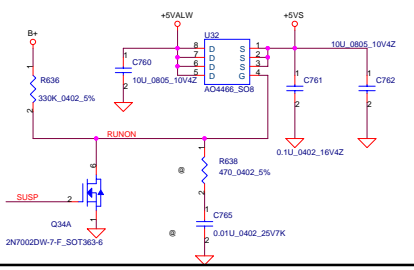 +5VALW
+5VS
B+
U32
8 D S 1
7 D S 2
6 D S 3
5 D G 4
AO4466_SO8
1
C760
10U_0805_10V4Z
2
10U_0805_10V4Z
1
C761
2
0.1U_0402_16V4Z
1
C762
2
1
R636
330K_0402_5%
2
RUNON
@
1
R638
470_0402_5%
2
SUSP
6
2
1
Q34A
2N7002DW-7-F_SOT363-6
@
1
C765
0.01U_0402_25V7K
2